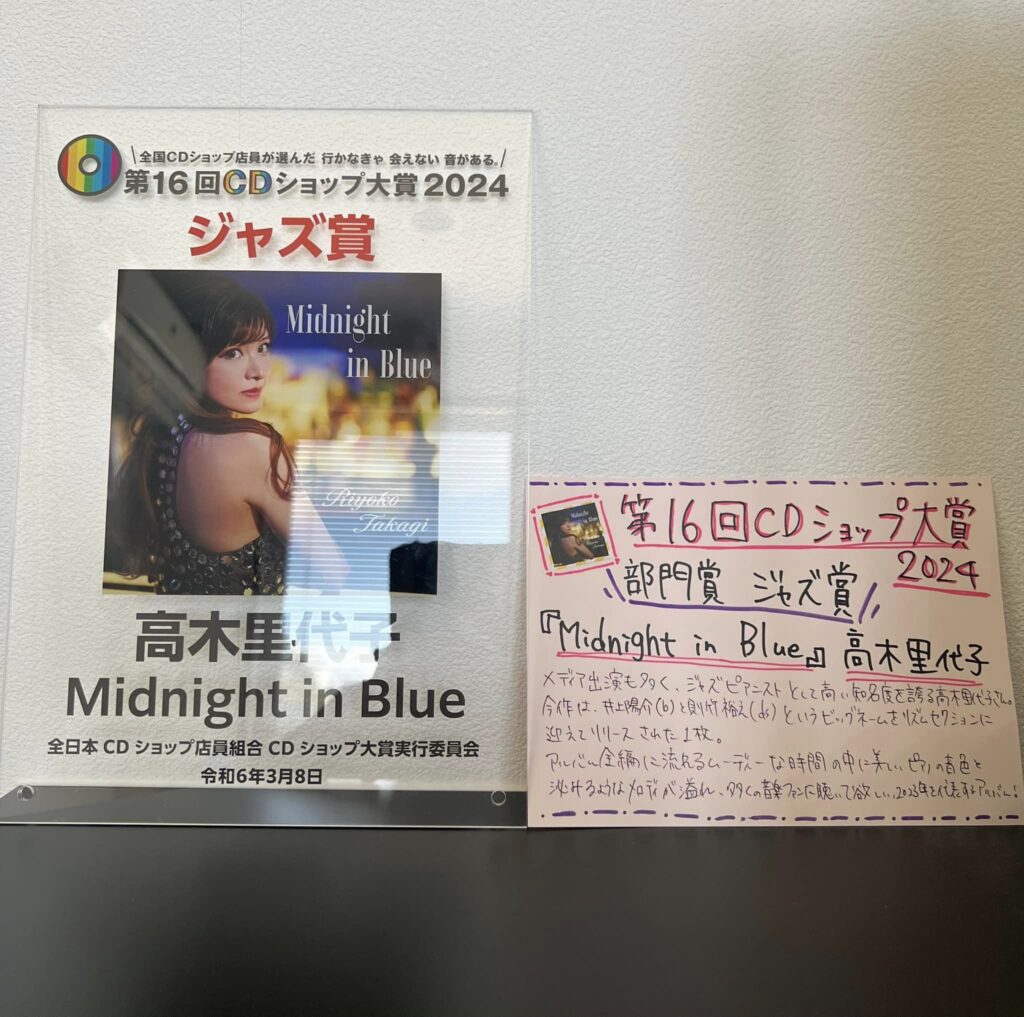 \全国CDショップ店員が選んだ 行かなきゃ 会えない 音がある。/
第16回CDショップ大賞2024
ジャズ賞
Midnight
in Blue
Riyoko
Takagi
高木里代子
Midnight in Blue
全日本 CD ショップ店員組合 CD ショップ大賞実行委員会
令和6年3月8日
Midnight
in Blue
第16回CDショップ大賞
2024
\部門賞 ジャズ賞//
『Midnight in Blue』高木里代子
メディア出演も多く、ジャズピアニストとして高い知名度を誇る高木里代子さん。
今作は、井上陽介(b)と則竹裕之(ds)というビッグネームをリズムセクションに
迎えてリリースされた1枚。
アルバム全編に流れるムーディーな時間の中に美しいピアノの音色と
泣けるようなメロディが溢れ、多くの音楽ファンに聴いて欲しい、2023年を代表するアルバム!